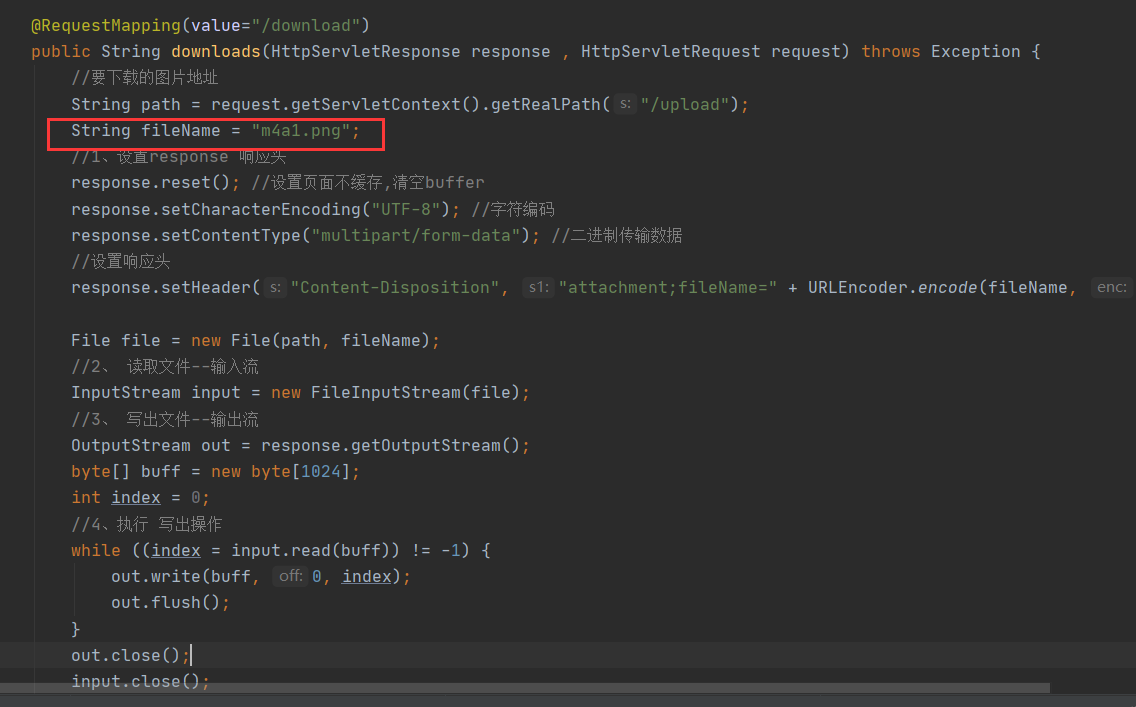 @RequestMapping(value="/download")
public String downloads(HttpServletResponse response , HttpServletRequest request) throws Exception {
//要下载的图片地址
String path = request.getServletContext().getRealPath( s: "/upload");
String fileName = "m4a1.png";
//1、设置response 响应头
response.reset(); //设置页面不缓存,清空buffer
response.setCharacterEncoding("UTF-8"); //字符编码
response.setContentType("multipart/form-data"); //二进制传输数据
//设置响应头
response.setHeader( s: "Content-Disposition", s1: "attachment;fileName=" + URLEncoder.encode(fileName, enc:
File file = new File(path, fileName);
//2、 读取文件--输入流
InputStream input = new FileInputStream(file);
//3、 写出文件--输出流
OutputStream out = response.getOutputStream();
byte[] buff = new byte[1024];
int index = 0;
//4、执行 写出操作
while ((index = input.read(buff)) != -1) {
out.write(buff, off: 0, index);
out.flush();
}
out.close();
input.close();